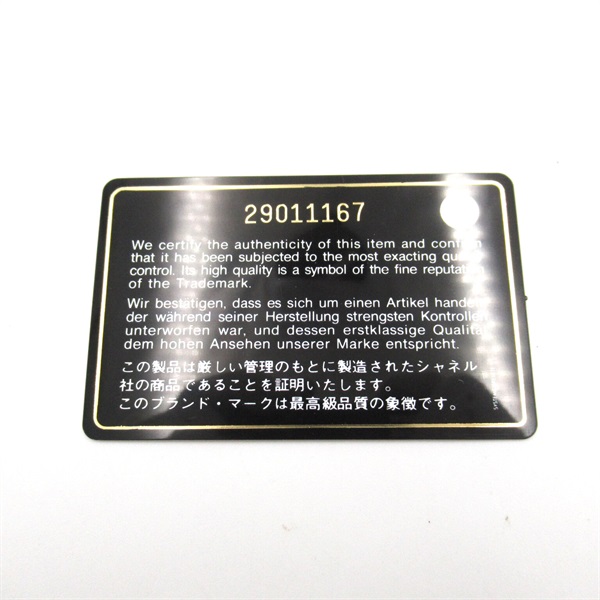 29011167
We certify the authenticity of this item and confirm
that it has been subjected to the most exacting quality
control. Its high quality is a symbol of the fine reputation
of the Trademark.
Wir bestätigen, dass es sich um einen Artikel handelt
der während seiner Herstellung strengsten Kontrollen
unterworfen war, und dessen erstklassige Qualität
dem hohen Ansehen unserer Marke entspricht.
この製品は厳しい管理のもとに製造されたシャネル
社の商品であることを証明いたします。
このブランド・マークは最高級品質の象徴です。